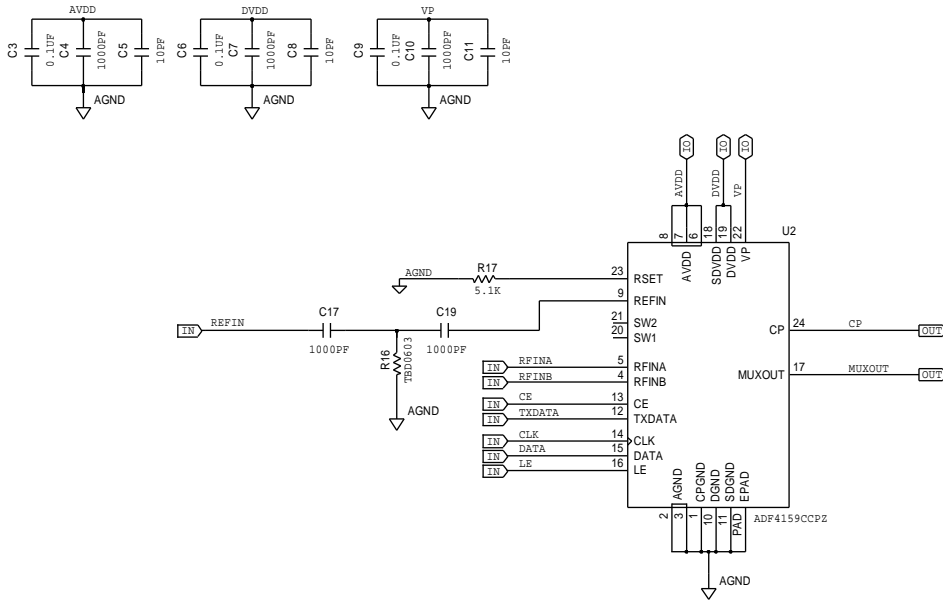 AVDD
C3
0.1UF
C4
1000PF
C5
10PF
AGND
DVDD
C6
0.1UF
C7
1000PF
C8
10PF
AGND
VP
C9
0.1UF
C10
1000PF
C11
10PF
AGND
IO
IO
IO
AVDD
DVDD
VP
8
7
6
18
19
22
U2
AVDD
SDVDD
DVDD
VP
AGND
R17
5.1K
23
RSET
9
REFIN
IN
REFIN
C17
1000PF
C19
1000PF
R16
TBD0603
AGND
21
SW2
20
SW1
IN
RFINA
5
RFINA
IN
RFINB
4
RFINB
IN
CE
13
CE
IN
TXDATA
12
TXDATA
IN
CLK
14
CLK
IN
DATA
15
DATA
IN
LE
16
LE
CP
24
CP
OUT
MUXOUT
17
MUXOUT
OUT
AGND
CPGND
DGND
SDGND
EPAD
2
3
1
10
11
PAD
ADF4159CCPZ
AGND